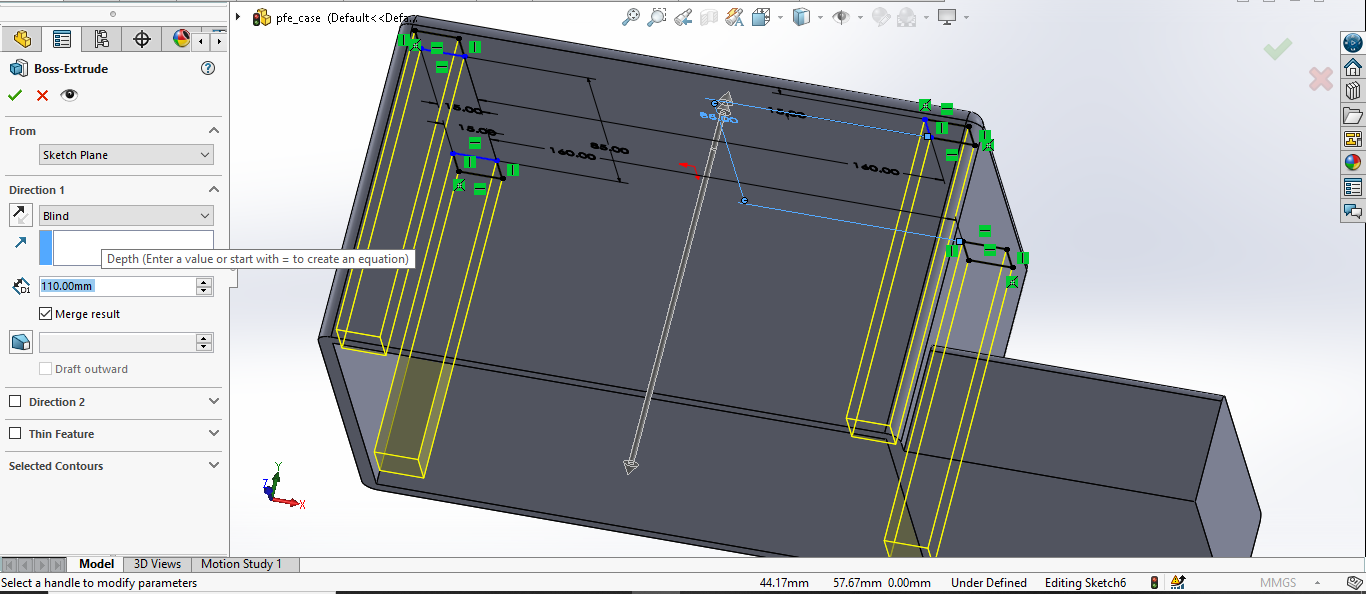 pfe_case (Default<<Defa..
Boss-Extrude
From
Sketch Plane
Direction 1
Blind
Depth (Enter a value or start with = to create an equation)
D1
110.00mm
Merge result
Draft outward
Direction 2
Thin Feature
Selected Contours
15.00
15.00
160.00
85.00
85.00
15.00
160.00
Y
Z
X
Model
3D Views
Motion Study 1
Select a handle to modify parameters
44.17mm
57.67mm
0.00mm
Under Defined
Editing Sketch6
MMGS